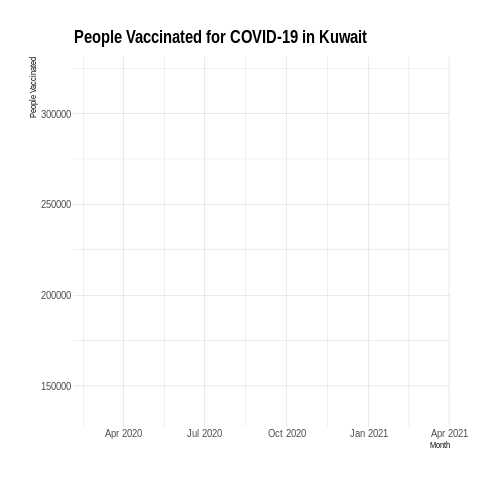 People Vaccinated for COVID-19 in Kuwait
People Vaccinated
300000
250000
200000
150000
Apr 2020 Jul 2020 Oct 2020 Jan 2021 Apr 2021
Month